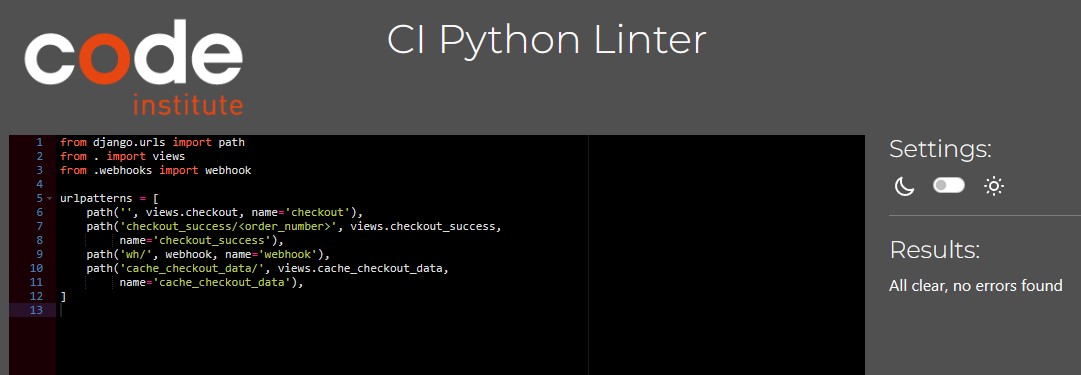 code
institute
CI Python Linter
1 from django.urls import path
2 from . import views
3 from .webhooks import webhook
4
5 urlpatterns = [
6     path('', views.checkout, name='checkout'),
7     path('checkout_success/<order_number>', views.checkout_success,
8          name='checkout_success'),
9     path('wh/', webhook, name='webhook'),
10     path('cache_checkout_data/', views.cache_checkout_data,
11          name='cache_checkout_data'),
12 ]
13
Settings:
Results:
All clear, no errors found